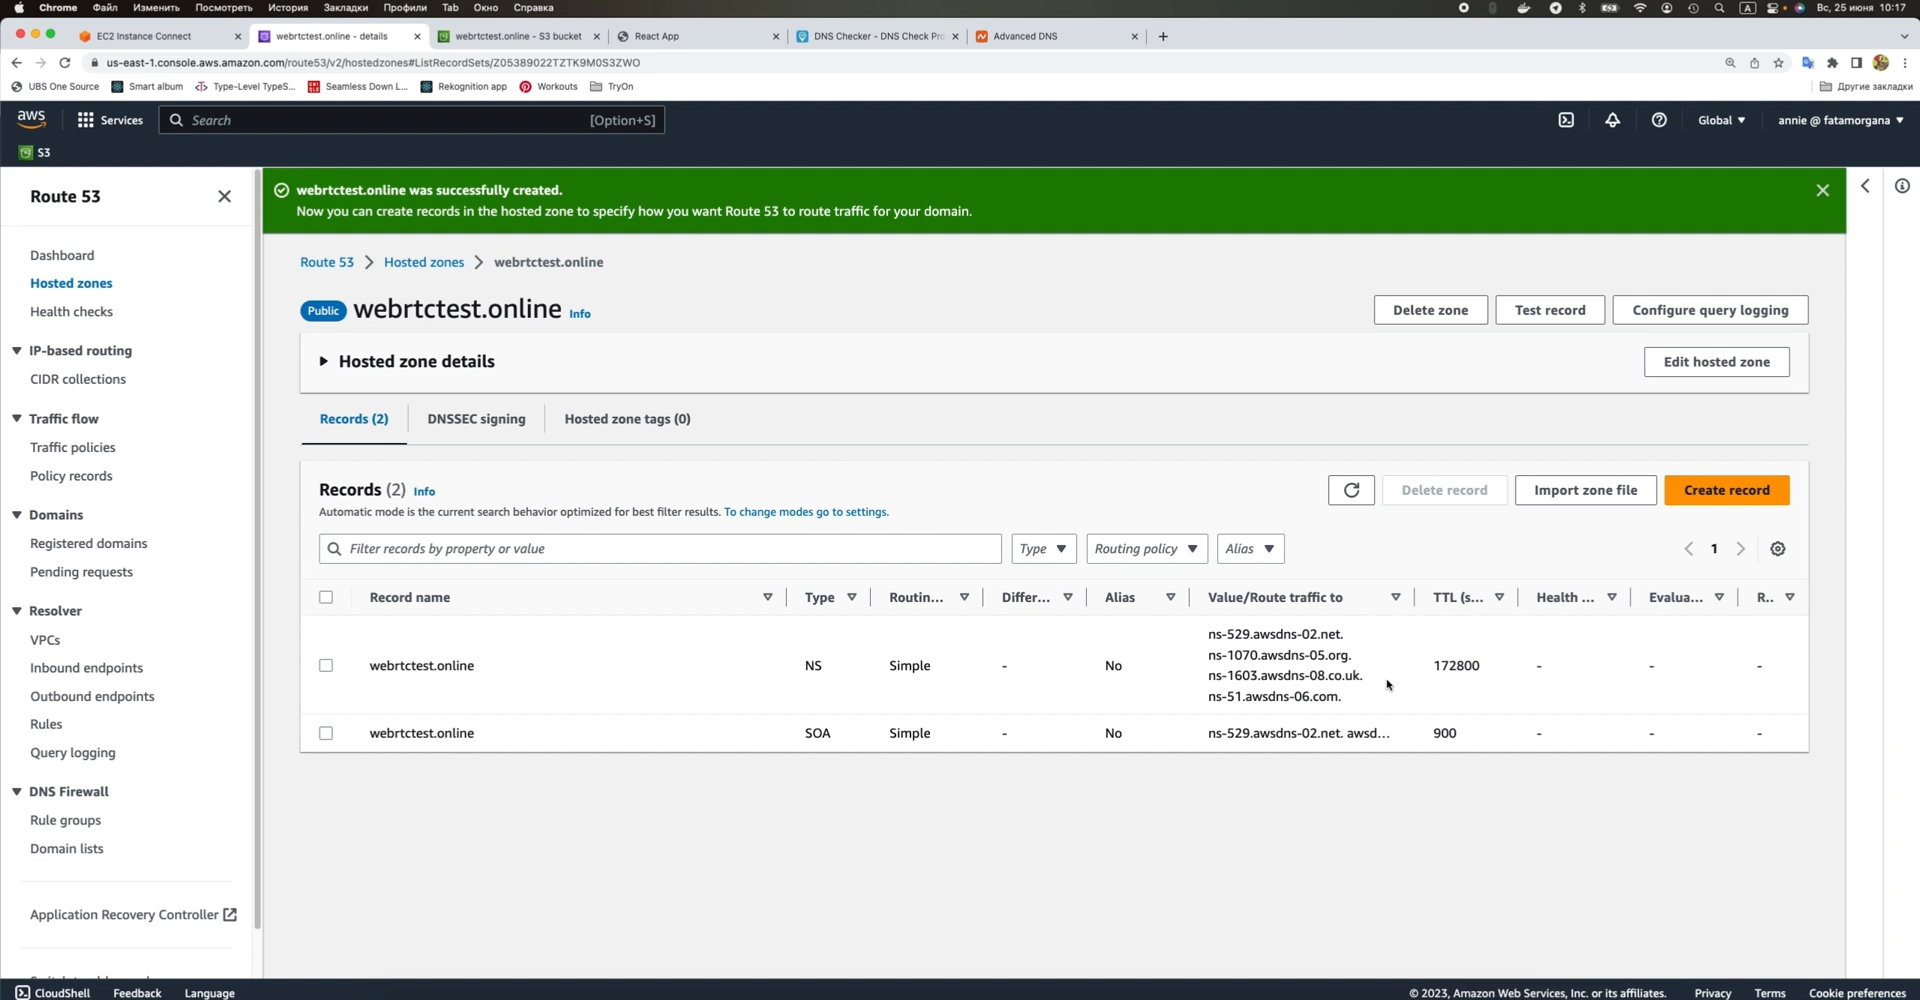 Chrome Файл Изменить Посмотреть История Закладки Профили Tab Окно Справка A Вс, 25 июня 10:17
EC2 Instance Connect webrtctest.online - details webrtctest.online - S3 bucket React App DNS Checker - DNS Check Pr Advanced DNS
us-east-1.console.aws.amazon.com/route53/v2/hostedzones#ListRecordSets/Z05389022TZTK9M0S3ZWO
UBS One Source Smart album Type-Level TypeS... Seamless Down L... Rekognition app Workouts TryOn Другие закладки
aws Services Search [Option+S] Global annie @ fatamorgana
S3
Route 53
Dashboard
Hosted zones
Health checks
IP-based routing
CIDR collections
Traffic flow
Traffic policies
Policy records
Domains
Registered domains
Pending requests
Resolver
VPCs
Inbound endpoints
Outbound endpoints
Rules
Query logging
DNS Firewall
Rule groups
Domain lists
Application Recovery Controller
webrtctest.online was successfully created.
Now you can create records in the hosted zone to specify how you want Route 53 to route traffic for your domain.
Route 53 Hosted zones webrtctest.online
Public webrtctest.online Info Delete zone Test record Configure query logging
Hosted zone details Edit hosted zone
Records (2) DNSSEC signing Hosted zone tags (0)
Records (2) Info Delete record Import zone file Create record
Automatic mode is the current search behavior optimized for best filter results. To change modes go to settings.
Filter records by property or value Type Routing policy Alias 1
Record name Type Routin... Differ... Alias Value/Route traffic to TTL (s... Health ... Evalua... R..
webrtctest.online NS Simple - No ns-529.awsdns-02.net. 172800 - - -
ns-1070.awsdns-05.org.
ns-1603.awsdns-08.co.uk.
ns-51.awsdns-06.com.
webrtctest.online SOA Simple - No ns-529.awsdns-02.net. awsd... 900 - - -
CloudShell Feedback Language © 2023, Amazon Web Services, Inc. or its affiliates. Privacy Terms Cookie preferences